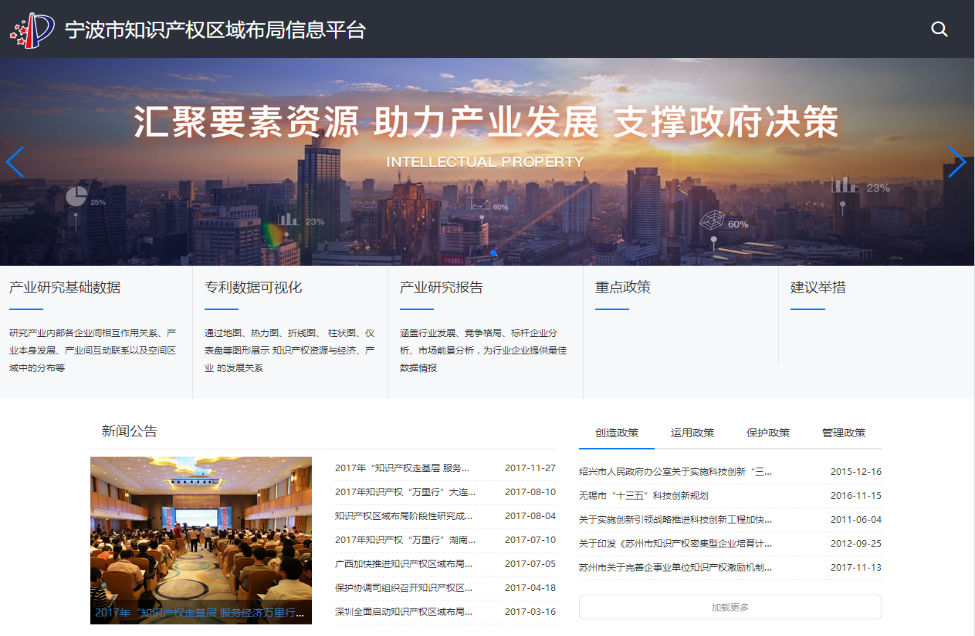 宁波市知识产权区域布局信息平台
汇聚要素资源 助力产业发展 支撑政府决策
INTELLECTUAL PROPERTY
25%
23%
60%
60%
23%
产业研究基础数据
研究产业内部各企业间相互作用关系、产
业本身发展、产业间互动联系以及空间区
域中的分布等
专利数据可视化
通过地图、热力图、折线图、 柱状图、仪
表盘等图形展示 知识产权资源与经济、产
业 的发展关系
产业研究报告
涵盖行业发展、竞争格局、标杆企业分
析、市场前景分析，为行业企业提供最佳
数据情报
重点政策
建议举措
新闻公告
2017年“知识产权走基层 服务经济万里行...
2017年“知识产权走基层 服务... 2017-11-27
2017年知识产权“万里行”大连... 2017-08-10
知识产权区域布局阶段性研究成... 2017-08-04
2017年知识产权“万里行”湖南... 2017-07-10
广西加快推进知识产权区域布局... 2017-07-05
保护协调司组织召开知识产权区... 2017-04-18
深圳全面启动知识产权区域布局... 2017-03-16
创造政策 运用政策 保护政策 管理政策
绍兴市人民政府办公室关于实施科技创新“三... 2015-12-16
无锡市“十三五”科技创新规划 2016-11-15
关于实施创新引领战略推进科技创新工程加快... 2011-06-04
关于印发《苏州市知识产权密集型企业培育计... 2012-09-25
苏州市关于完善企事业单位知识产权激励机制... 2017-11-13
加载更多